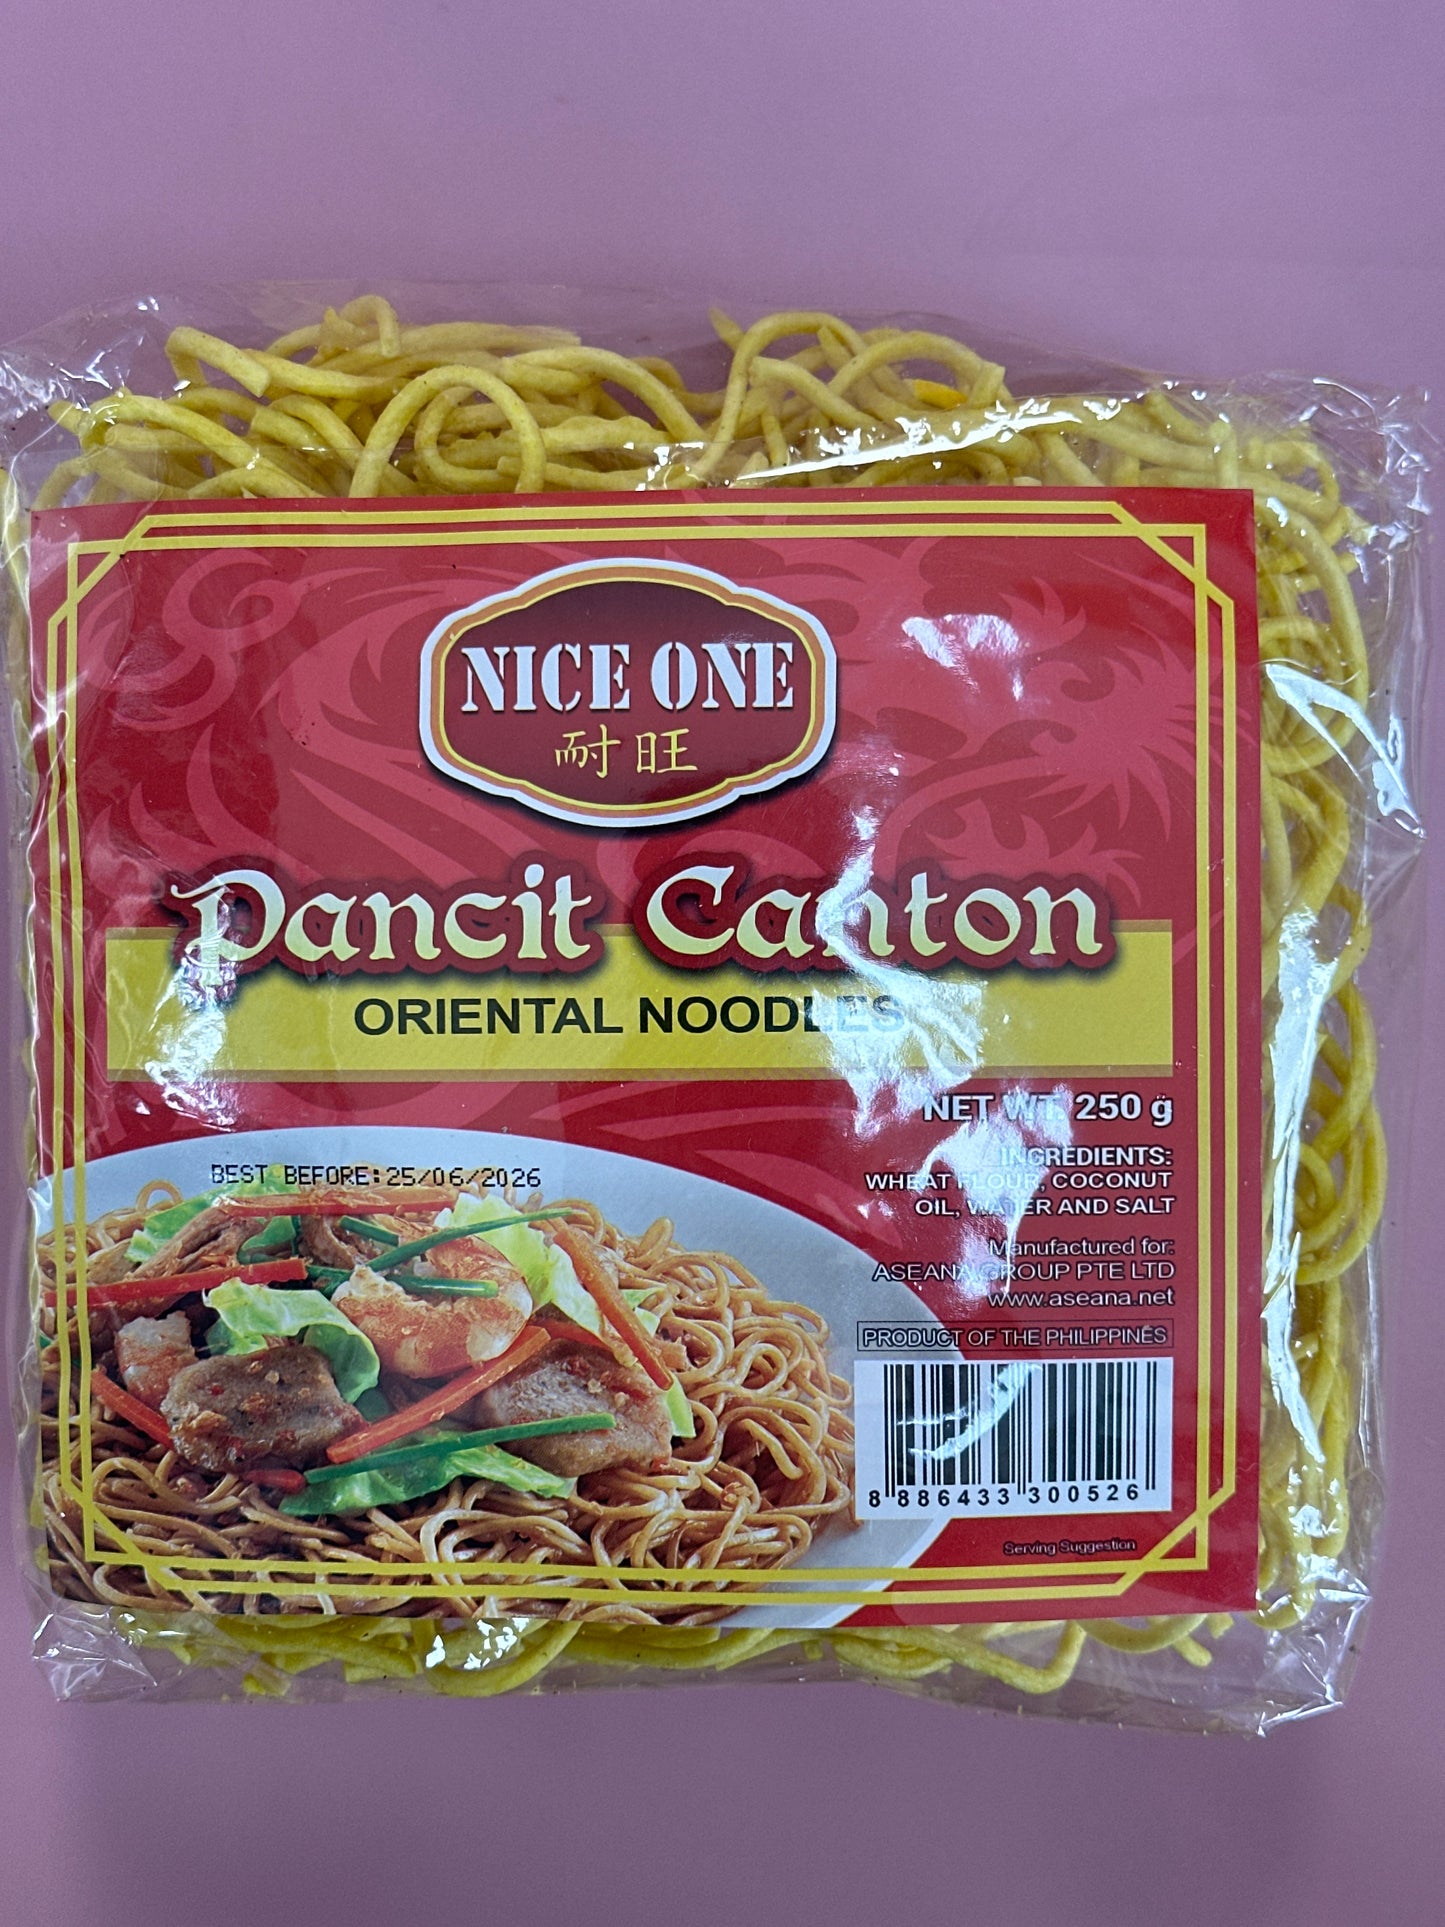 NICE ONE
耐旺
Pancit Canton
ORIENTAL NOODLES
NET WT. 250 g
BEST BEFORE:25/06/2026
INGREDIENTS:
WHEAT FLOUR, COCONUT
OIL, WATER AND SALT
Manufactured for:
ASEANA GROUP PTE LTD
www.aseana.net
PRODUCT OF THE PHILIPPINES
8 886433 300526
Serving Suggestion